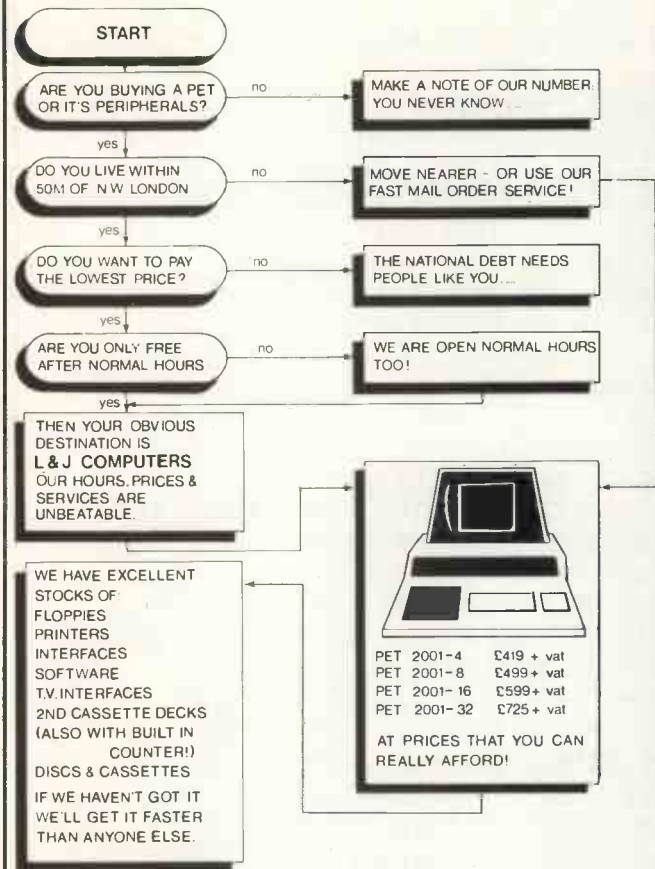 START
ARE YOU BUYING A PET
OR IT'S PERIPHERALS?
no
MAKE A NOTE OF OUR NUMBER:
YOU NEVER KNOW....
yes
DO YOU LIVE WITHIN
50M OF N W LONDON
no
MOVE NEARER - OR USE OUR
FAST MAIL ORDER SERVICE!
yes
DO YOU WANT TO PAY
THE LOWEST PRICE?
no
THE NATIONAL DEBT NEEDS
PEOPLE LIKE YOU....
yes
ARE YOU ONLY FREE
AFTER NORMAL HOURS
no
WE ARE OPEN NORMAL HOURS
TOO!
yes
THEN YOUR OBVIOUS
DESTINATION IS
L & J COMPUTERS
OUR HOURS, PRICES &
SERVICES ARE
UNBEATABLE.
PET 2001-4 £419 + vat
PET 2001-8 £499 + vat
PET 2001-16 £599 + vat
PET 2001-32 £725 + vat
AT PRICES THAT YOU CAN
REALLY AFFORD!
WE HAVE EXCELLENT
STOCKS OF:
FLOPPIES
PRINTERS
INTERFACES
SOFTWARE
T.V. INTERFACES
2ND CASSETTE DECKS
(ALSO WITH BUILT IN
COUNTER!)
DISCS & CASSETTES
IF WE HAVEN'T GOT IT
WE'LL GET IT FASTER
THAN ANYONE ELSE.